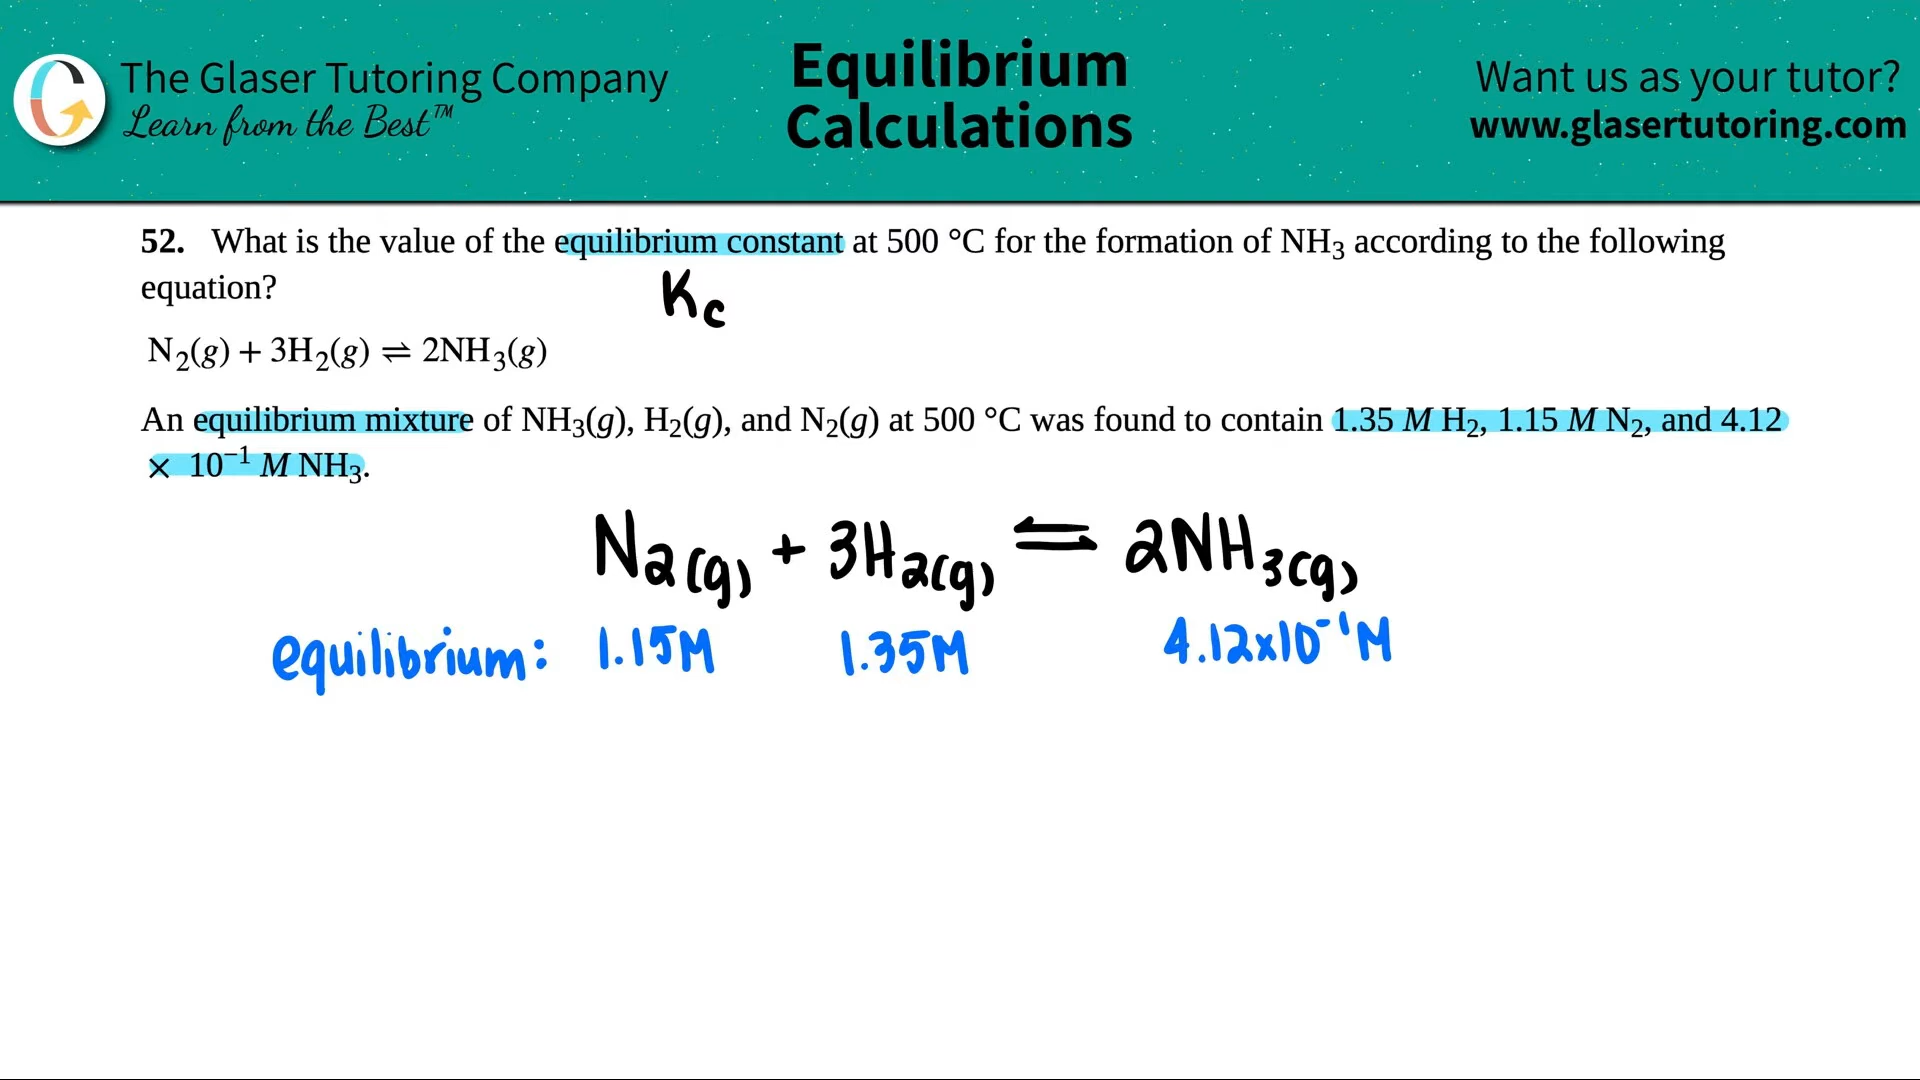 The Glaser Tutoring Company
Learn from the Best™
Equilibrium
Calculations
Want us as your tutor?
www.glasertutoring.com
52. What is the value of the equilibrium constant at 500 °C for the formation of NH₃ according to the following
equation?
Kc
N₂(g) + 3H₂(g) ⇌ 2NH₃(g)
An equilibrium mixture of NH₃(g), H₂(g), and N₂(g) at 500 °C was found to contain 1.35 M H₂, 1.15 M N₂, and 4.12
× 10⁻¹ M NH₃.
N₂(g) + 3H₂(g) ⇌ 2NH₃(g)
equilibrium: 1.15M 1.35M 4.12x10⁻¹M